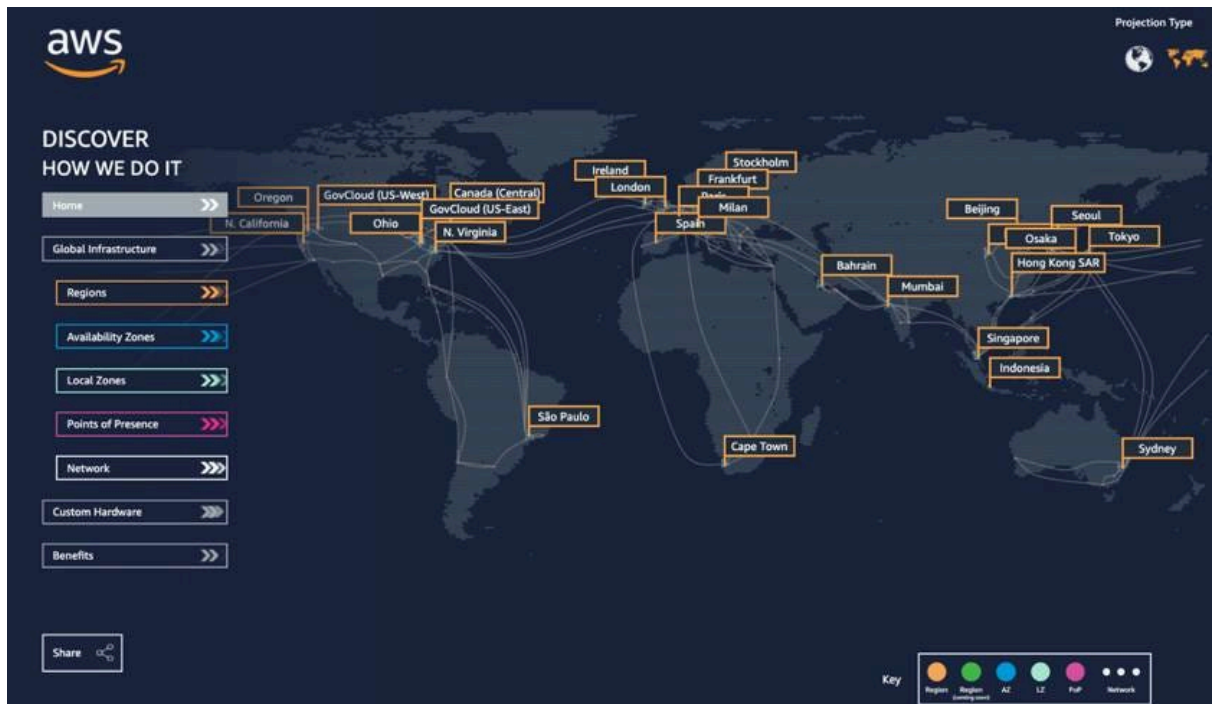 aws
Projection Type
DISCOVER
HOW WE DO IT
Home
Global Infrastructure
Regions
Availability Zones
Local Zones
Points of Presence
Network
Custom Hardware
Benefits
Share
Oregon
GovCloud (US-West)
Canada (Central)
GovCloud (US-East)
N. California
Ohio
N. Virginia
São Paulo
Ireland
London
Stockholm
Frankfurt
Milan
Spain
Cape Town
Bahrain
Mumbai
Beijing
Seoul
Osaka
Tokyo
Hong Kong SAR
Singapore
Indonesia
Sydney
Key
Region
Region
(coming soon)
AZ
LZ
PoP
Network